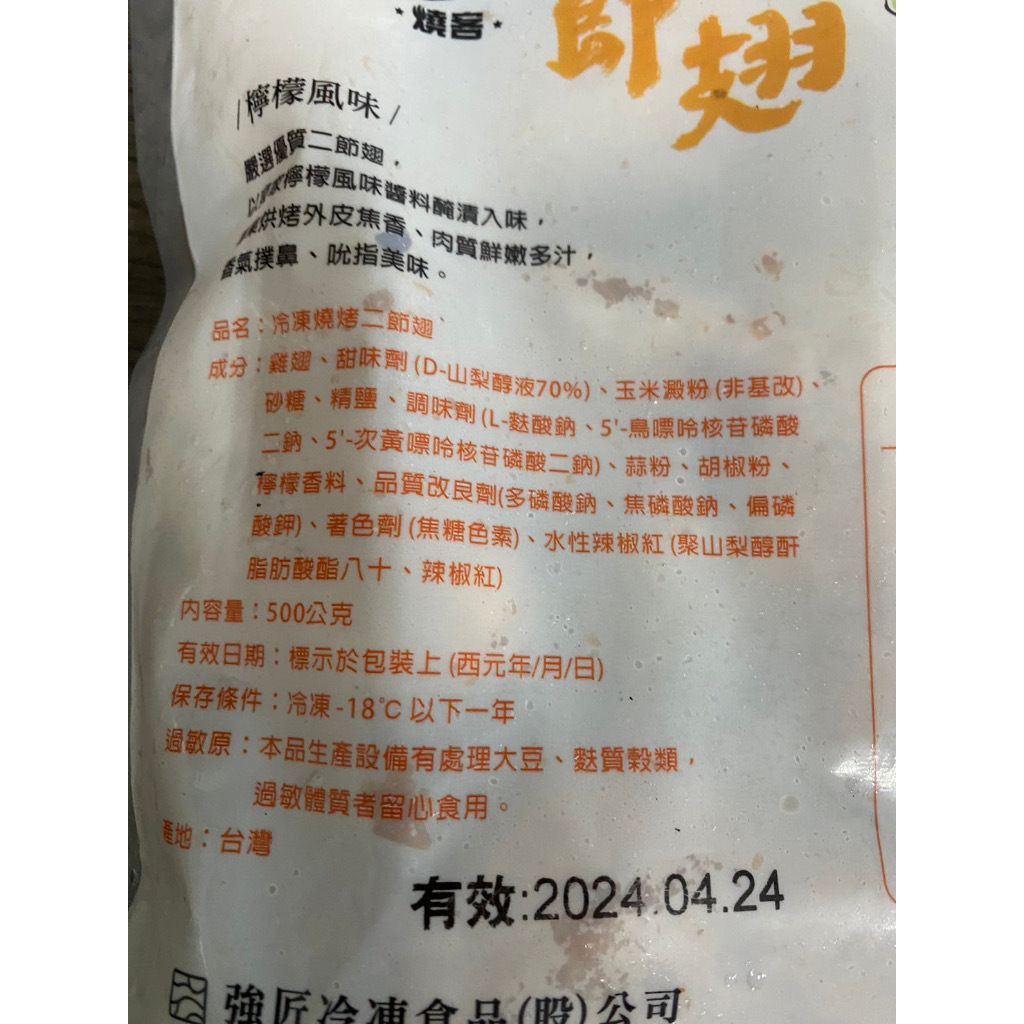 ·燒客·
節翅
/檸檬風味/
嚴選優質二節翅，
檸檬風味醬料醃漬入味，
烘烤外皮焦香、肉質鮮嫩多汁，
香氣撲鼻、吮指美味。
品名：冷凍燒烤二節翅
成分：雞翅、甜味劑(D-山梨醇液70%)、玉米澱粉(非基改)、
砂糖、精鹽、調味劑(L-麩酸鈉、5'-鳥嘌呤核苷磷酸
二鈉、5'-次黃嘌呤核苷磷酸二鈉)、蒜粉、胡椒粉、
檸檬香料、品質改良劑(多磷酸鈉、焦磷酸鈉、偏磷
酸鉀)、著色劑(焦糖色素)、水性辣椒紅(聚山梨醇酐
脂肪酸酯八十、辣椒紅)
內容量：500公克
有效日期：標示於包裝上(西元年/月/日)
保存條件：冷凍-18℃以下一年
過敏原：本品生產設備有處理大豆、麩質穀類，
過敏體質者留心食用。
產地：台灣
有效:2024.04.24
強匠冷凍食品(股)公司